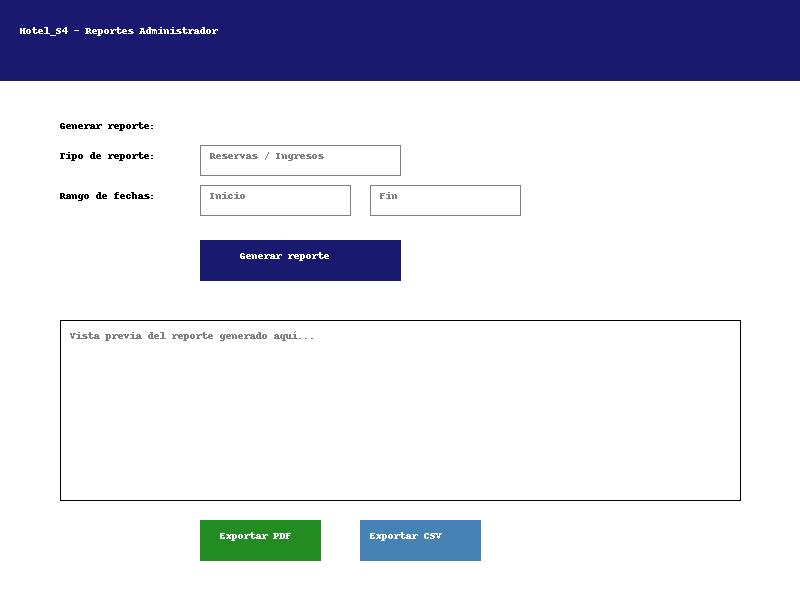 Hotel_S4 - Reportes Administrador
Generar reporte:
Tipo de reporte: Reservas / Ingresos
Rango de fechas: Inicio Fin
Generar reporte
Vista previa del reporte generado aquí...
Exportar PDF Exportar CSV